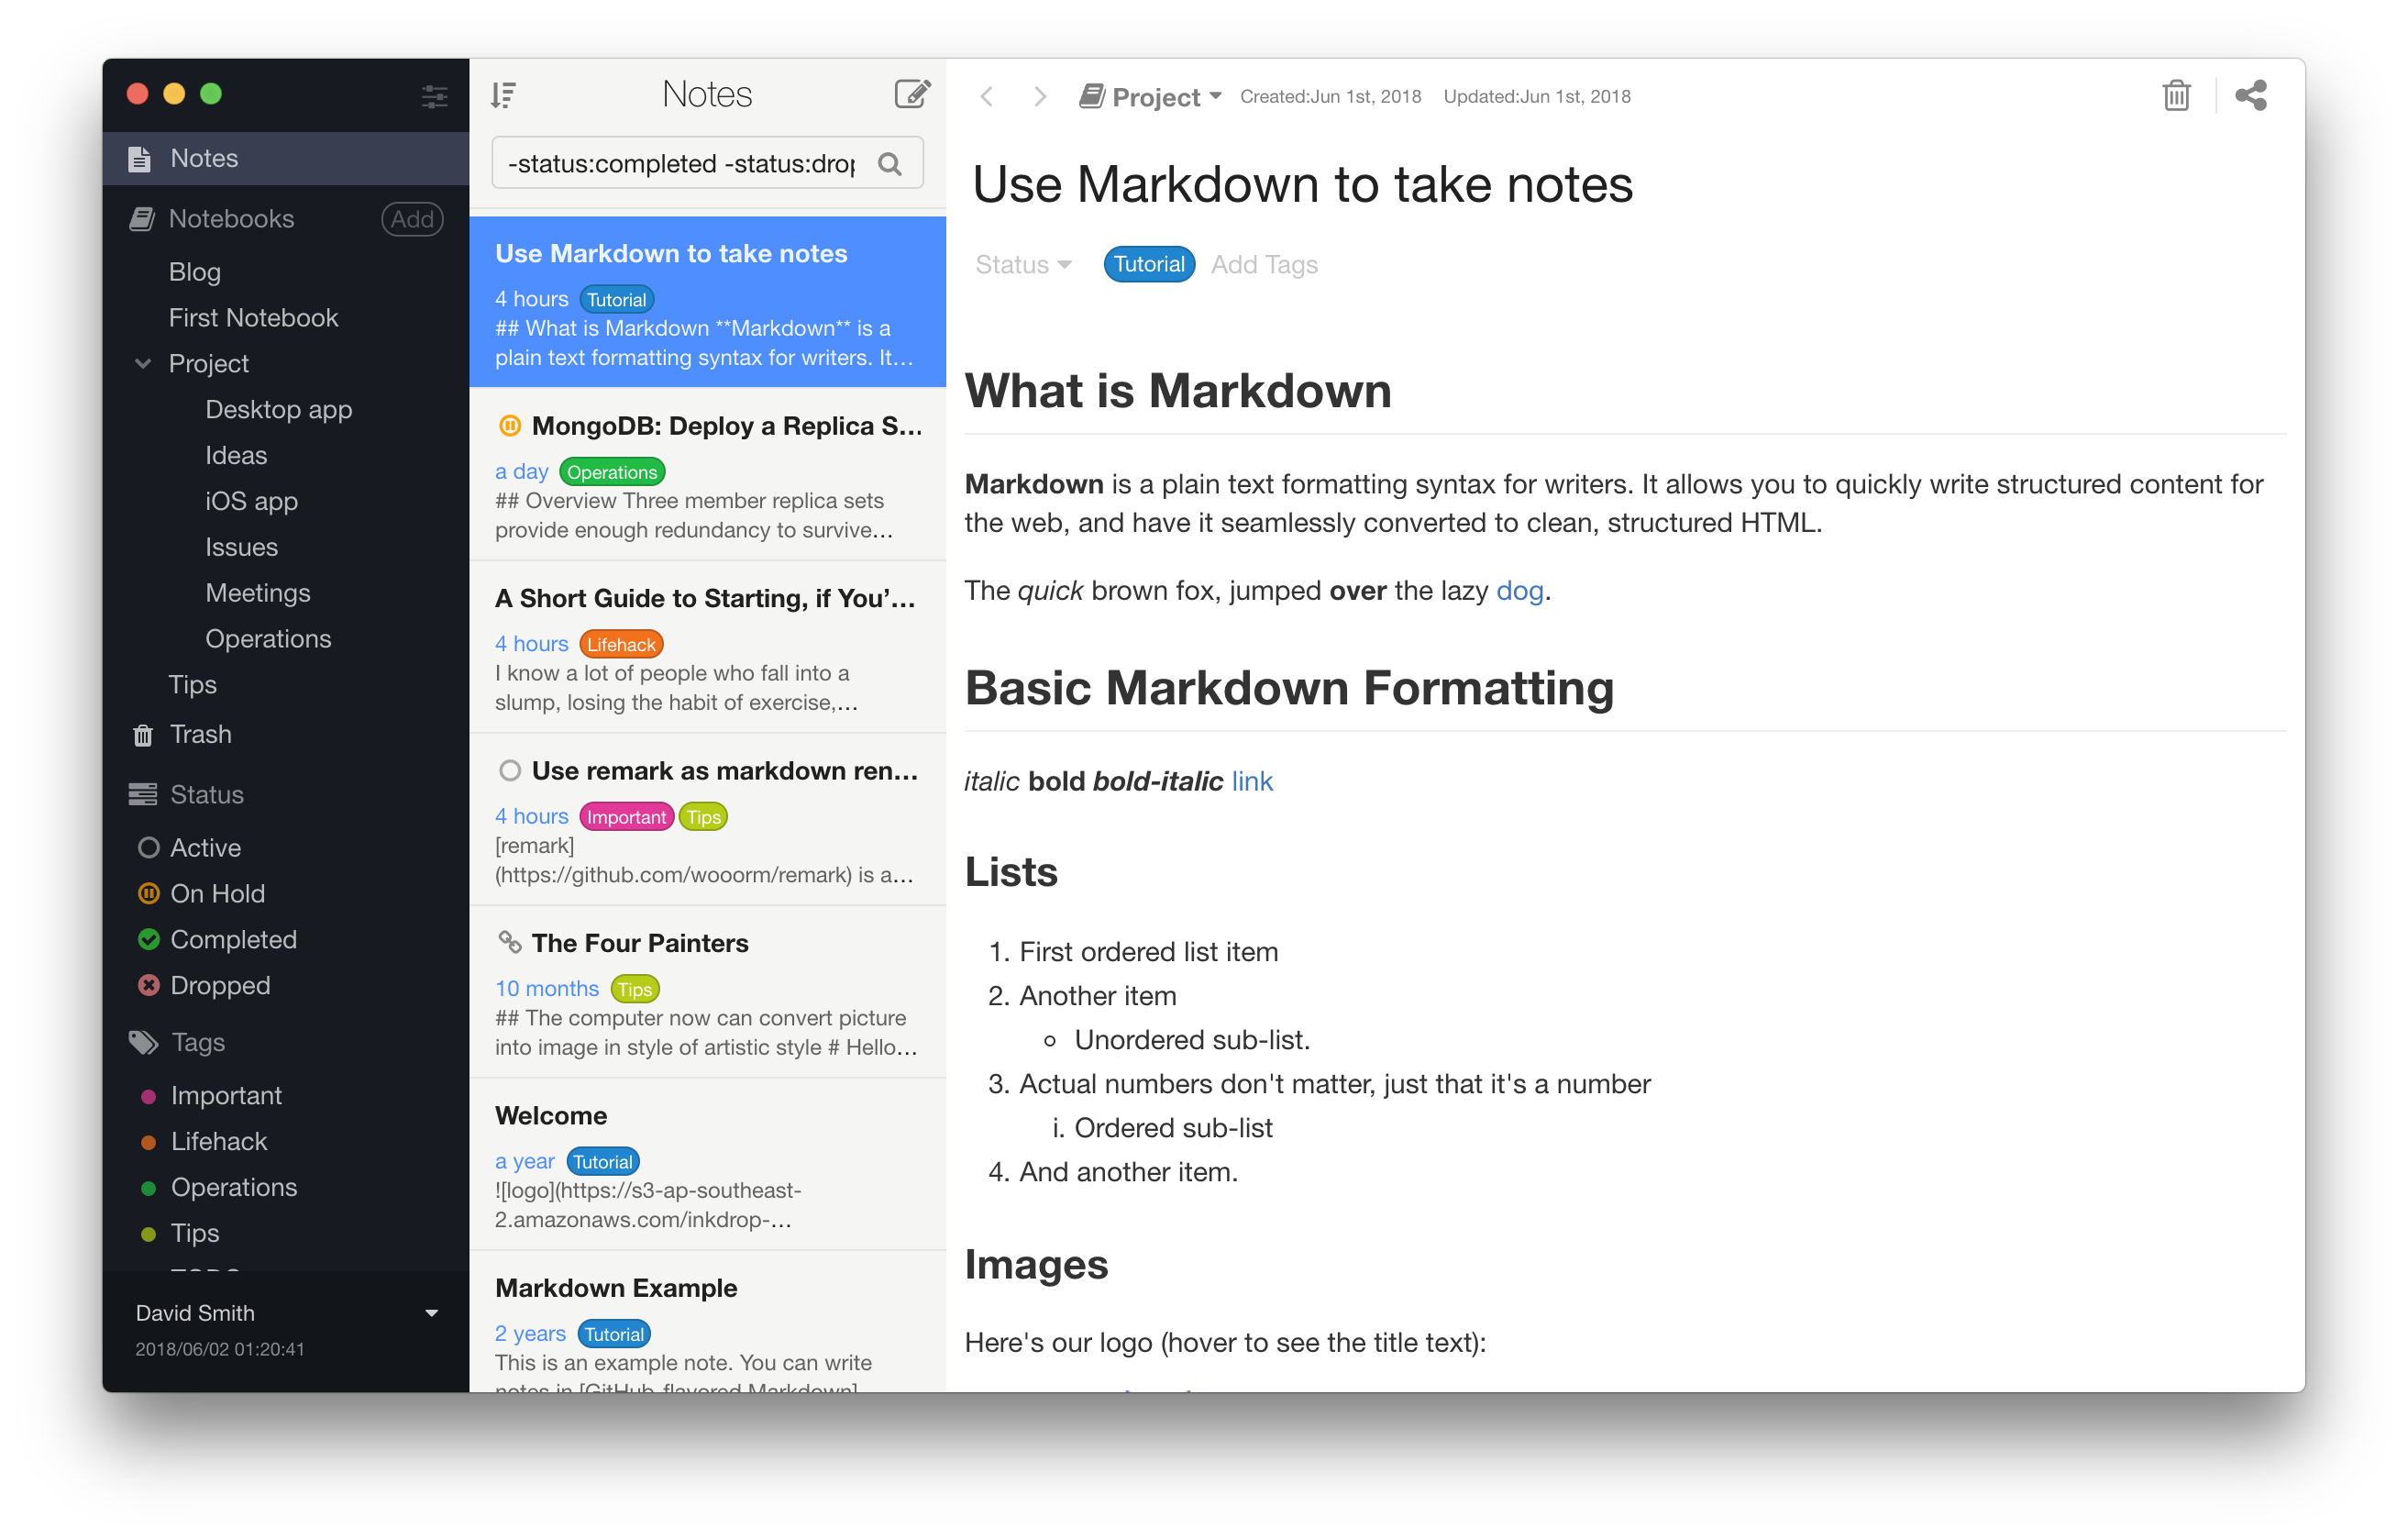 Notes
Notebooks
Add
Blog
First Notebook
Project
Desktop app
Ideas
iOS app
Issues
Meetings
Operations
Tips
Trash
Status
Active
On Hold
Completed
Dropped
Tags
Important
Lifehack
Operations
Tips
David Smith
2018/06/02 01:20:41
Notes
-status:completed -status:drop
Use Markdown to take notes
4 hours Tutorial
## What is Markdown **Markdown** is a
plain text formatting syntax for writers. It...
MongoDB: Deploy a Replica S...
a day Operations
## Overview Three member replica sets
provide enough redundancy to survive...
A Short Guide to Starting, if You’...
4 hours Lifehack
I know a lot of people who fall into a
slump, losing the habit of exercise,...
Use remark as markdown ren...
4 hours Important Tips
[remark]
(https://github.com/wooorm/remark) is a...
The Four Painters
10 months Tips
## The computer now can convert picture
into image in style of artistic style # Hello...
Welcome
a year Tutorial
![logo](https://s3-ap-southeast-
2.amazonaws.com/inkdrop-...
Markdown Example
2 years Tutorial
This is an example note. You can write
notes in [GitHub-flavored Markdown]
Project Created:Jun 1st, 2018 Updated:Jun 1st, 2018
Use Markdown to take notes
Status Tutorial Add Tags
What is Markdown
Markdown is a plain text formatting syntax for writers. It allows you to quickly write structured content for
the web, and have it seamlessly converted to clean, structured HTML.
The quick brown fox, jumped over the lazy dog.
Basic Markdown Formatting
italic bold bold-italic link
Lists
1. First ordered list item
2. Another item
Unordered sub-list.
3. Actual numbers don't matter, just that it's a number
i. Ordered sub-list
4. And another item.
Images
Here's our logo (hover to see the title text):